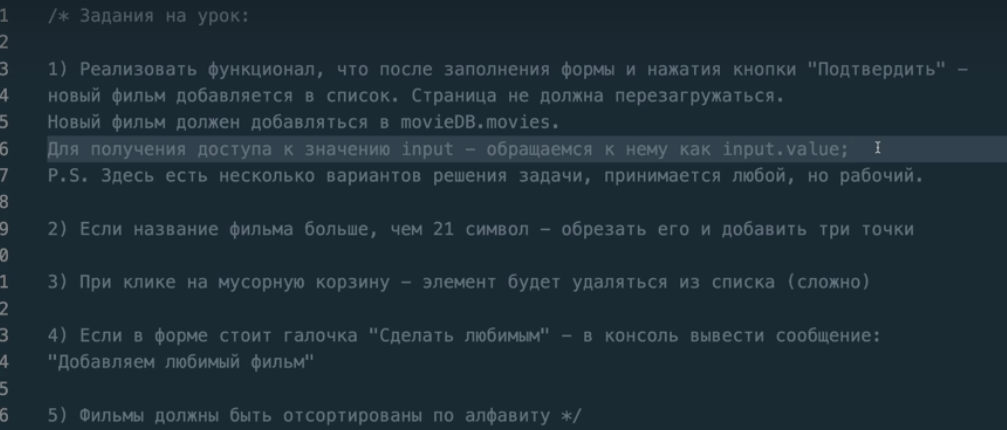 1 /* Задания на урок:
2
3 1) Реализовать функционал, что после заполнения формы и нажатия кнопки "Подтвердить" –
4 новый фильм добавляется в список. Страница не должна перезагружаться.
5 Новый фильм должен добавляться в movieDB.movies.
6 Для получения доступа к значению input – обращаемся к нему как input.value;
7 P.S. Здесь есть несколько вариантов решения задачи, принимается любой, но рабочий.
8
9 2) Если название фильма больше, чем 21 символ – обрезать его и добавить три точки
0
1 3) При клике на мусорную корзину – элемент будет удаляться из списка (сложно)
2
3 4) Если в форме стоит галочка "Сделать любимым" – в консоль вывести сообщение:
4 "Добавляем любимый фильм"
5
6 5) Фильмы должны быть отсортированы по алфавиту */